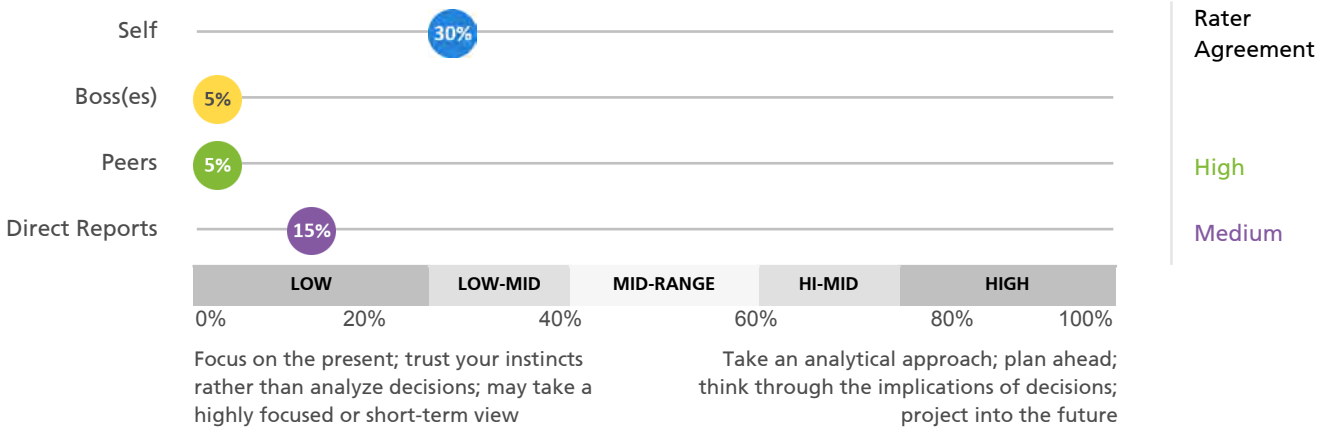 Rater
Agreement
Self 30%
Boss(es) 5%
Peers 5% High
Direct Reports 15% Medium
LOW LOW-MID MID-RANGE HI-MID HIGH
0% 20% 40% 60% 80% 100%
Focus on the present; trust your instincts
rather than analyze decisions; may take a
highly focused or short-term view
Take an analytical approach; plan ahead;
think through the implications of decisions;
project into the future